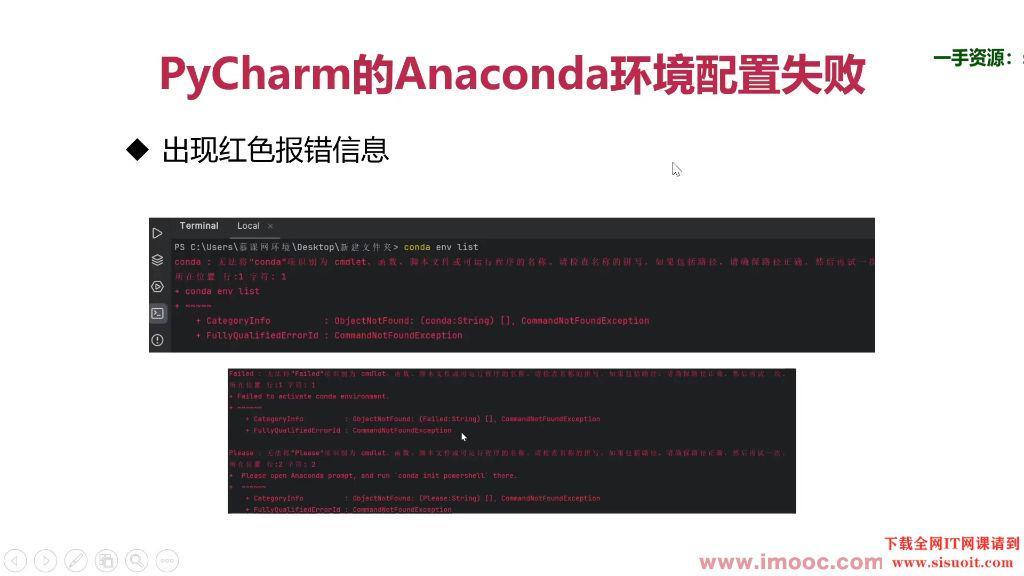 PyCharm的Anaconda环境配置失败
一手资源：
◆ 出现红色报错信息
Terminal Local ×
PS C:\Users\慕课网环境\Desktop\新建文件夹> conda env list
conda : 无法将"conda"项识别为 cmdlet、函数、脚本文件或可运行程序的名称。请检查名称的拼写，如果包括路径，请确保路径正确，然后再试一次
所在位置 行:1 字符: 1
+ conda env list
+ ~~~~~
+ CategoryInfo : ObjectNotFound: (conda:String) [], CommandNotFoundException
+ FullyQualifiedErrorId : CommandNotFoundException
Failed : 无法将"Failed"项识别为 cmdlet、函数、脚本文件或可运行程序的名称。请检查名称的拼写，如果包括路径，请确保路径正确，然后再试一次。
所在位置 行:1 字符: 1
+ Failed to activate conda environment.
+ ~~~~~~
+ CategoryInfo : ObjectNotFound: (Failed:String) [], CommandNotFoundException
+ FullyQualifiedErrorId : CommandNotFoundException
Please : 无法将"Please"项识别为 cmdlet、函数、脚本文件或可运行程序的名称。请检查名称的拼写，如果包括路径，请确保路径正确，然后再试一次。
所在位置 行:2 字符: 2
+ Please open Anaconda prompt, and run `conda init powershell` there.
+ ~~~~~~
+ CategoryInfo : ObjectNotFound: (Please:String) [], CommandNotFoundException
+ FullyQualifiedErrorId : CommandNotFoundException
下载全网IT网课请到
www.imooc.com
www.sisuoit.com